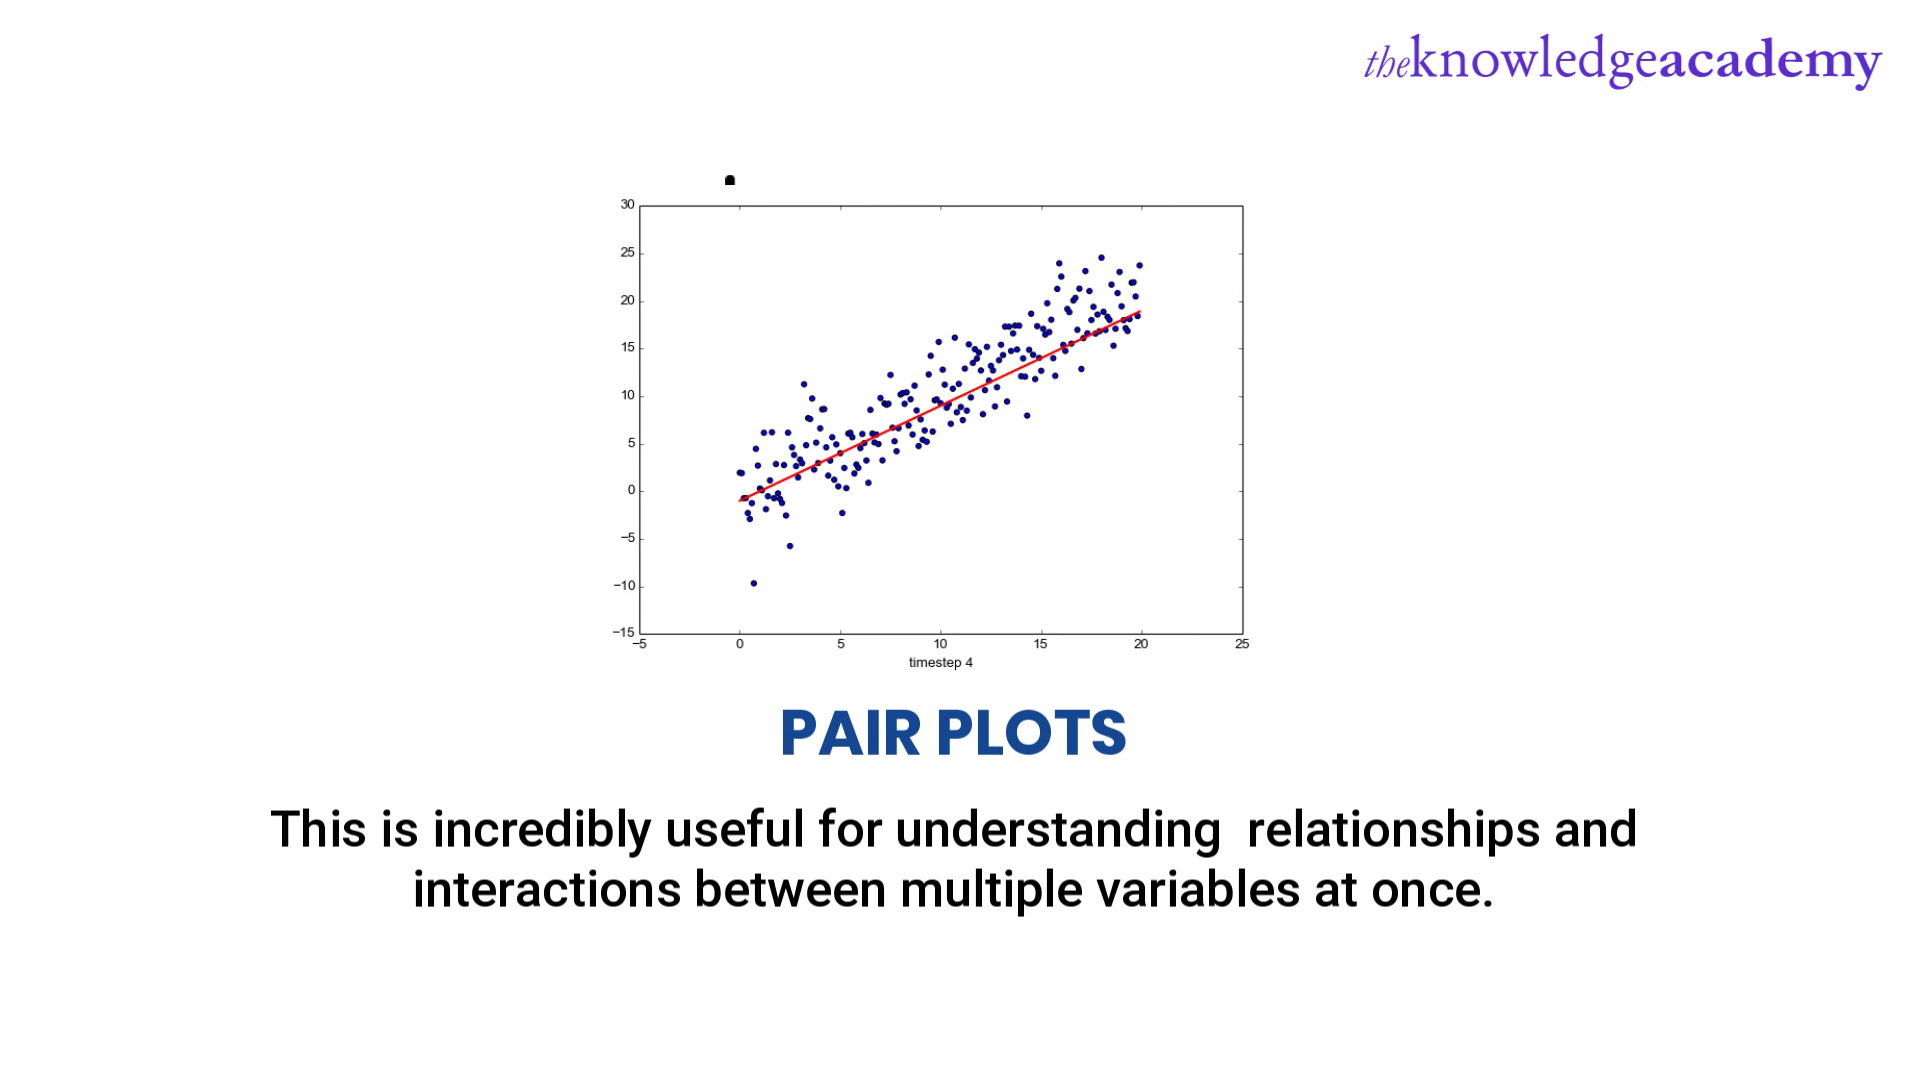 theknowledgeacademy
30
25
20
15
10
5
0
−5
−10
−15
−5 0 5 10 15 20 25
timestep 4
PAIR PLOTS
This is incredibly useful for understanding relationships and
interactions between multiple variables at once.